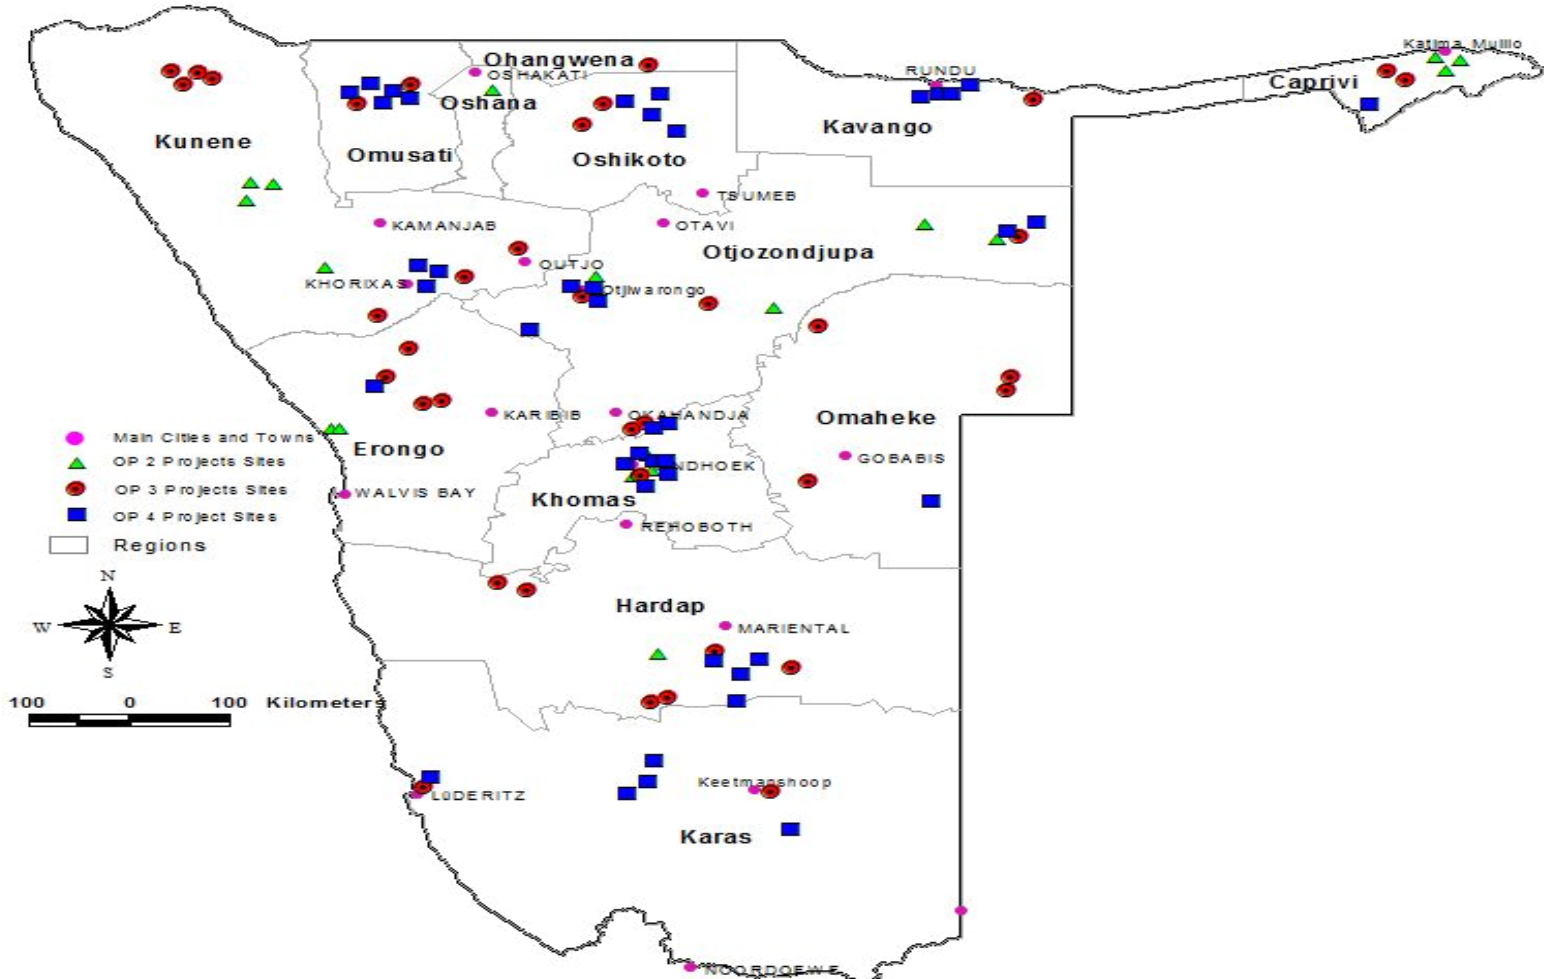 Katima Mulilo
Ohangwena
OSHAKATI
RUNDU
Caprivi
Oshana
Kavango
Kunene
Omusati
Oshikoto
TSUMEB
KAMANJAB
OTAVI
Otjozondjupa
OUTJO
KHORIXAS
Otjiwarongo
KARIBIB
OKAHANDJA
Omaheke
Main Cities and Towns
Erongo
GOBABIS
OP 2 Projects Sites
NDHOEK
OP 3 Projects Sites
WALVIS BAY
Khomas
OP 4 Project Sites
REHOBOTH
Regions
N
W E
S
Hardap
MARIENTAL
100 0 100 Kilometers
Keetmanshoop
LüDERITZ
Karas
NOORDOEWE